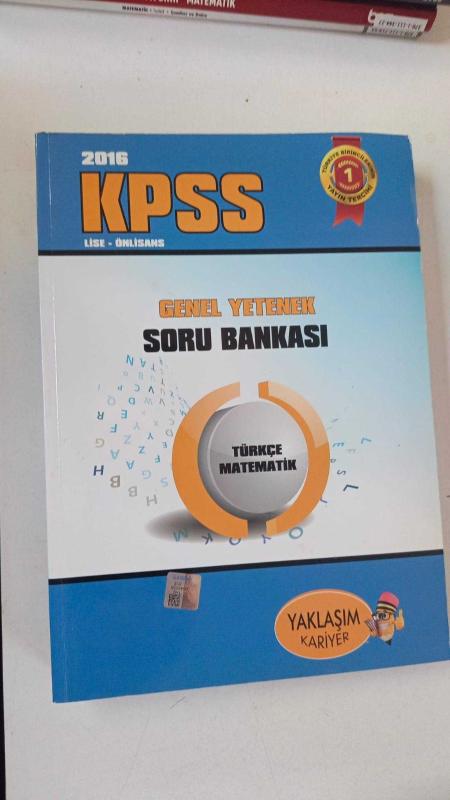 MATEMATİK
2016
KPSS
LİSE - ÖNLİSANS
TÜRKİYE BİRİNCİLERİNİN
1
YAYIN TERCİHİ
GENEL YETENEK
SORU BANKASI
TÜRKÇE
MATEMATİK
YAKLAŞIM
KARİYER